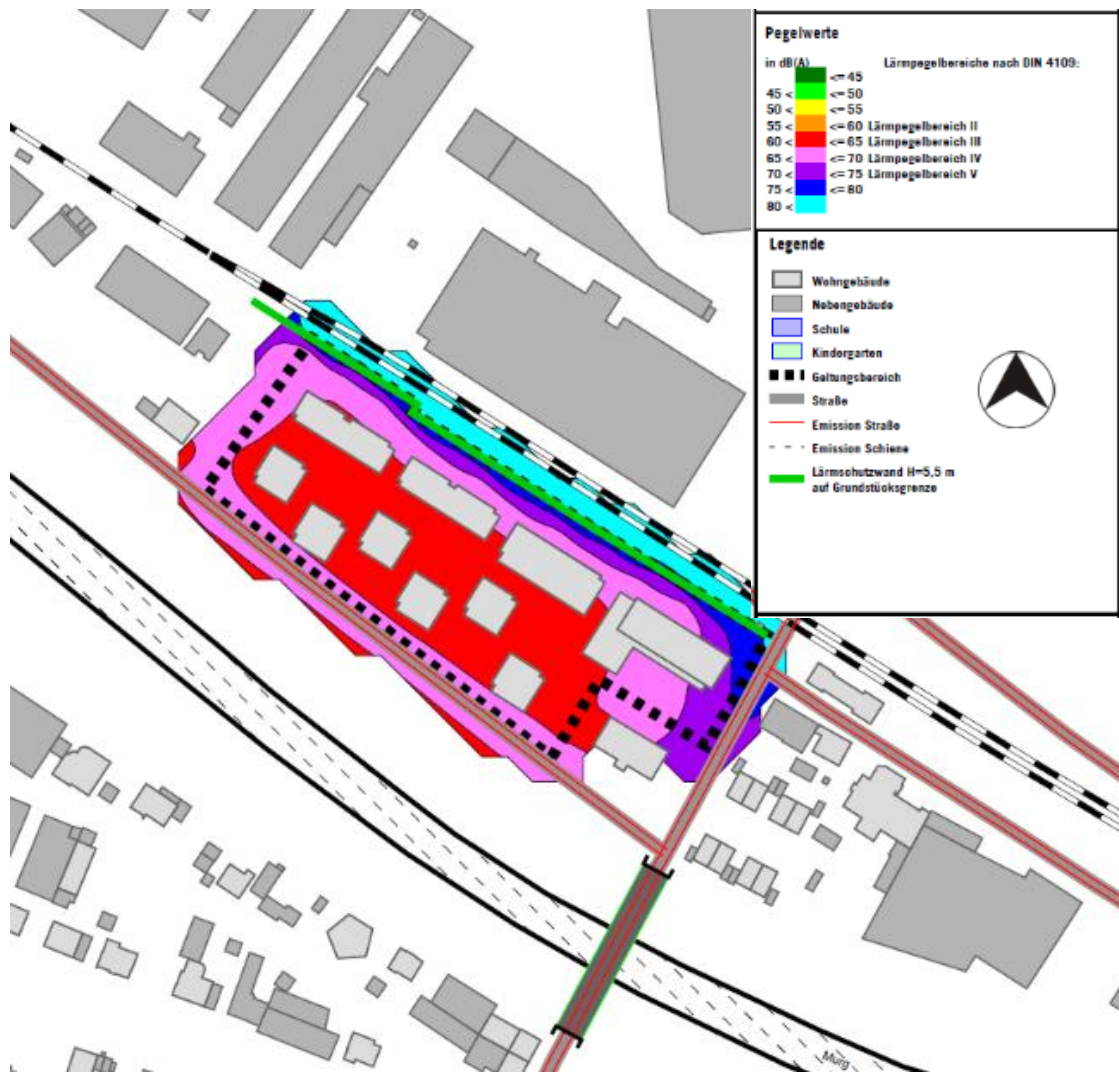 Pegelwerte
in dB(A) Lärmpegelbereiche nach DIN 4109:
<= 45
45 < <= 50
50 < <= 55
55 < <= 60 Lärmpegelbereich II
60 < <= 65 Lärmpegelbereich III
65 < <= 70 Lärmpegelbereich IV
70 < <= 75 Lärmpegelbereich V
75 < <= 80
80 <
Legende
Wohngebäude
Nebengebäude
Schule
Kindergarten
Geltungsbereich
Straße
Emission Straße
Emission Schiene
Lärmschutzwand H=5,5 m
auf Grundstücksgrenze
Murg